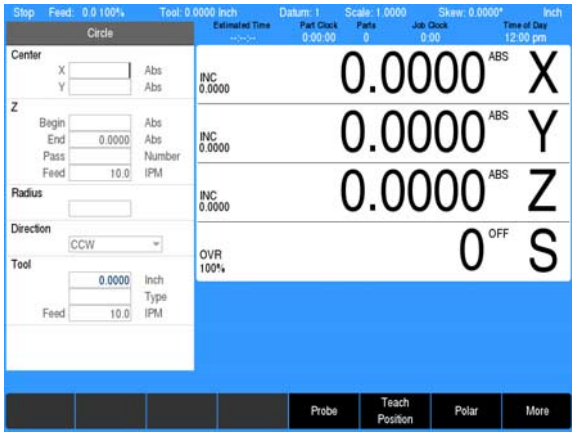 Stop Feed: 0.0 100% Tool: 0.0000 Inch Datum: 1 Scale: 1.0000 Skew: 0.0000° Inch
Circle
Estimated Time Part Clock Parts Job Clock Time of Day
--:--:-- 0:00:00 0 0:00 12:00 pm
Center
X Abs
Y Abs
Z
Begin Abs
End 0.0000 Abs
Pass Number
Feed 10.0 IPM
Radius
Direction
CCW
Tool
0.0000 Inch
Type
Feed 10.0 IPM
INC
0.0000
0.0000 ABS X
INC
0.0000
0.0000 ABS Y
INC
0.0000
0.0000 ABS Z
OVR
100%
0 OFF S
Probe
Teach
Position
Polar
More